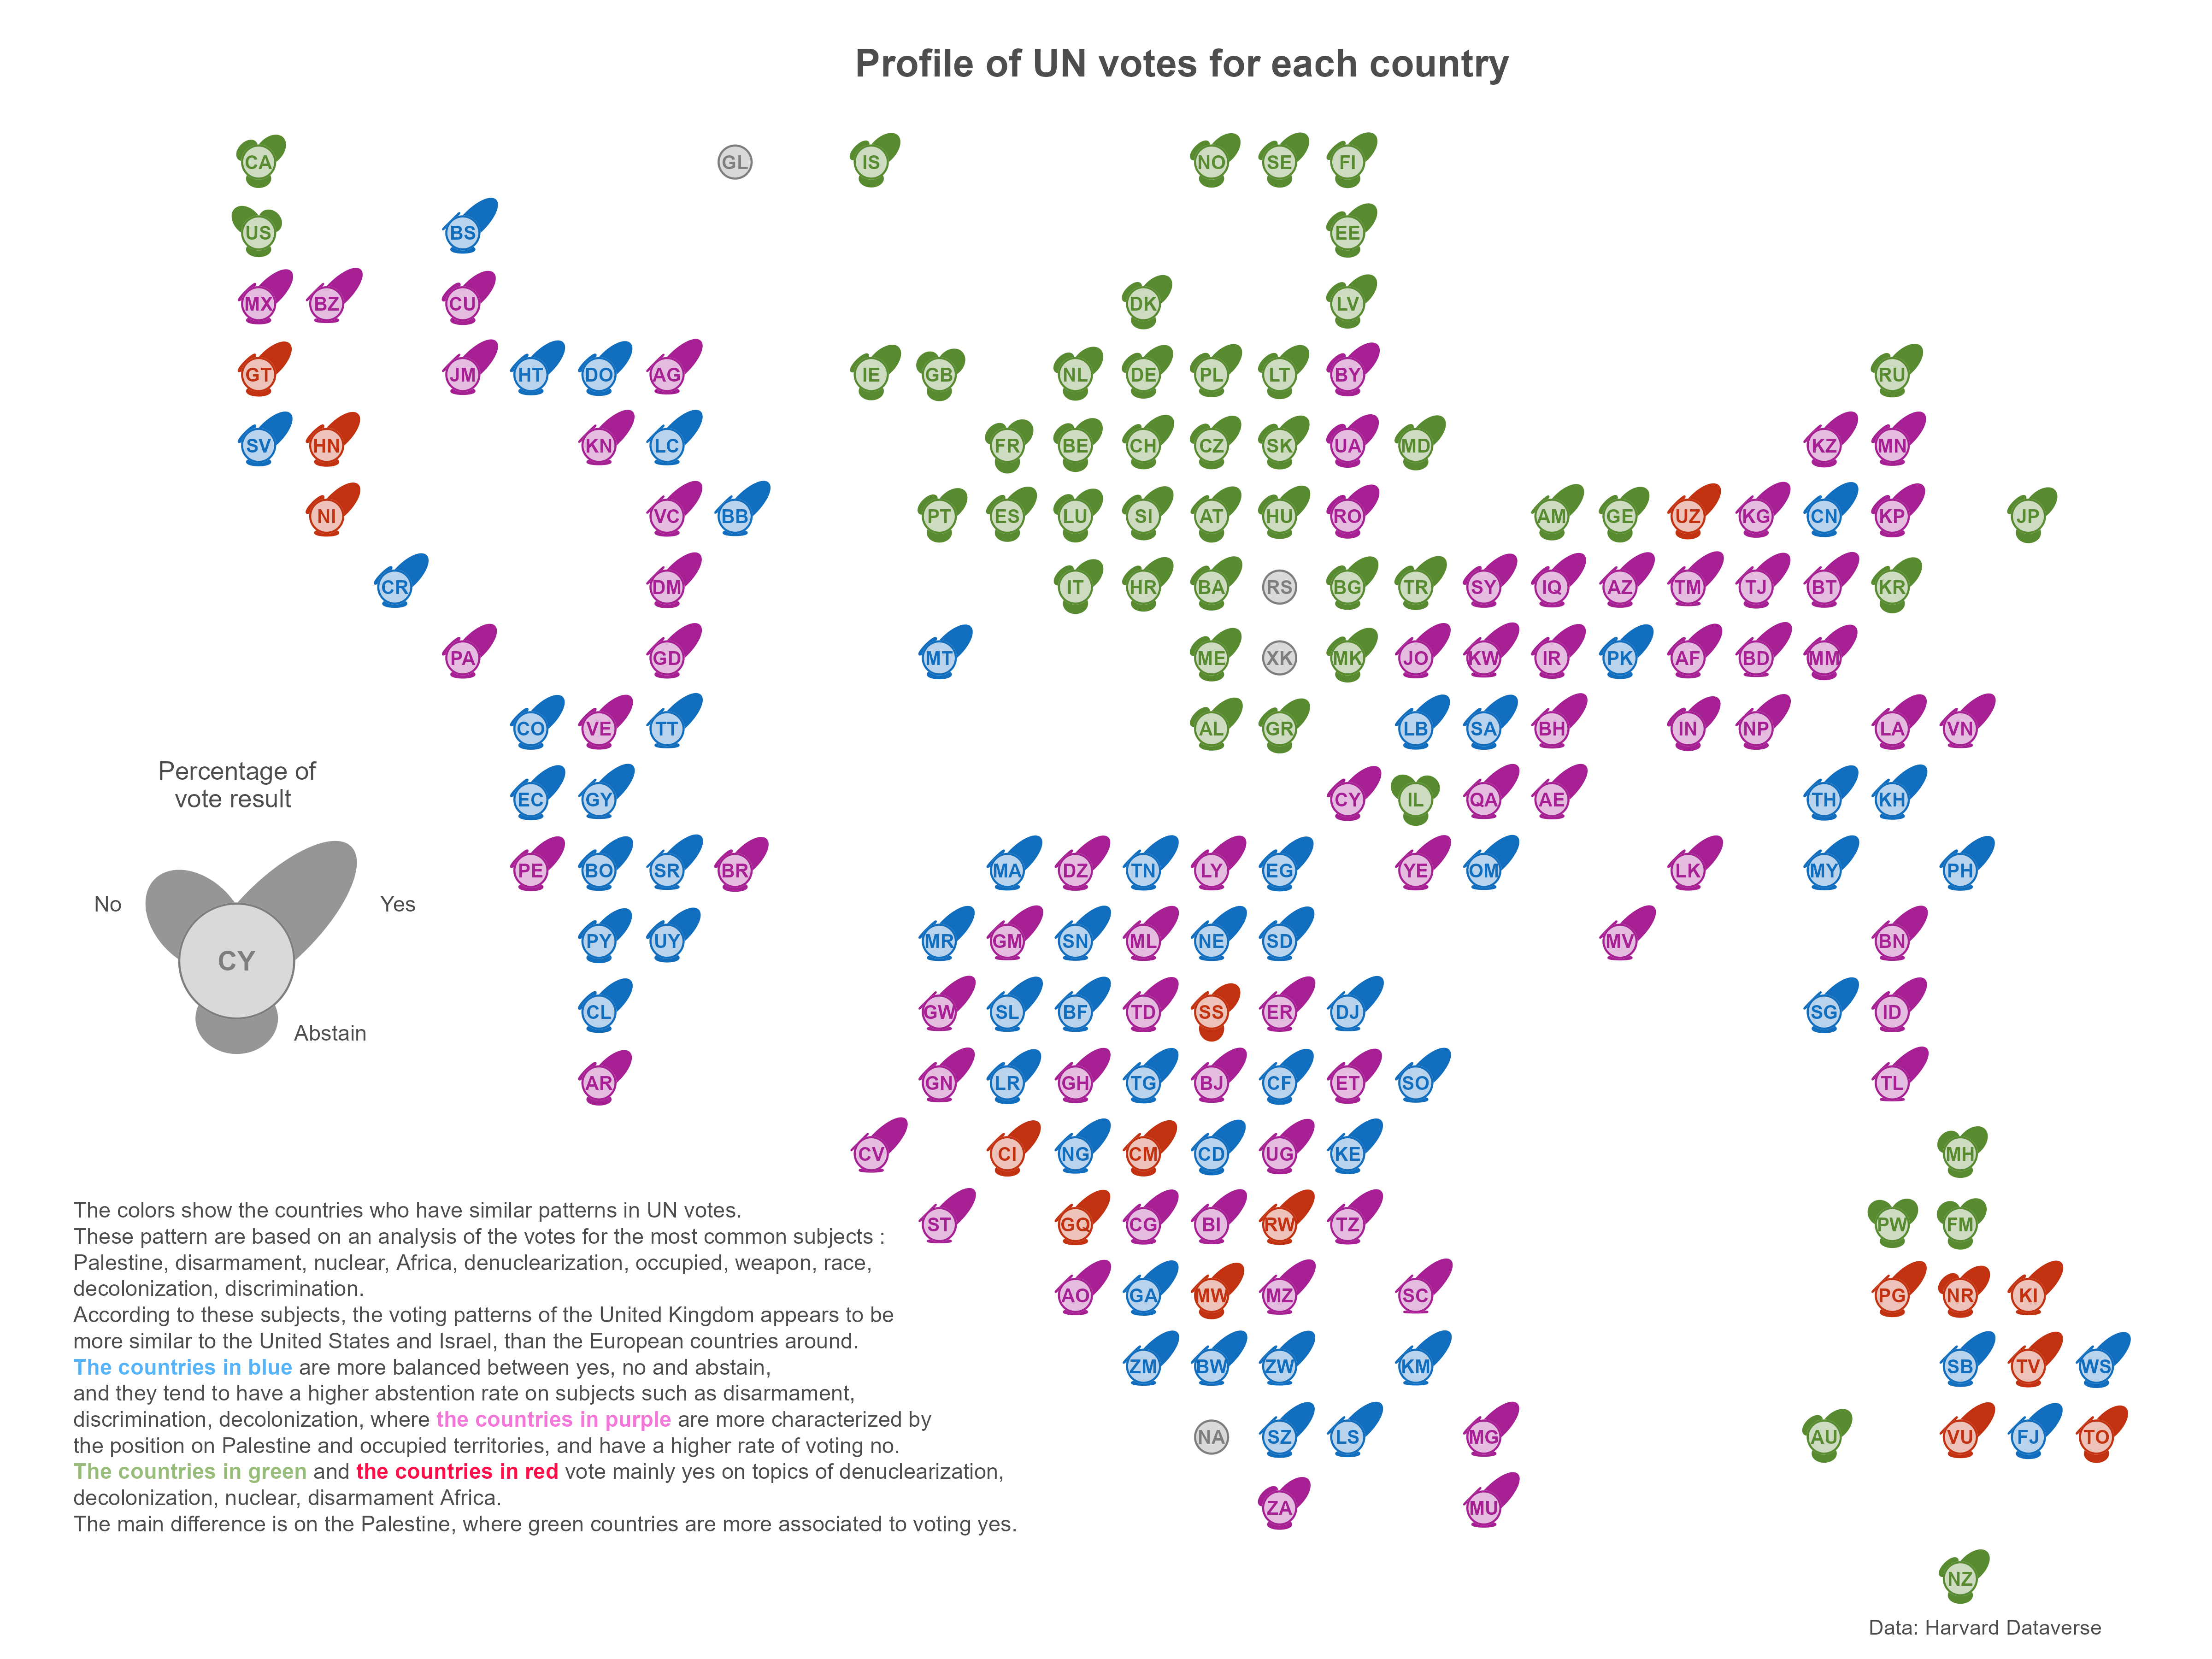 Profile of UN votes for each country
CA GL IS NO SE FI
US BS EE
MX BZ CU DK LV
GT JM HT DO AG IE GB NL DE PL LT BY RU
SV HN KN LC FR BE CH CZ SK UA MD KZ MN
NI VC BB PT ES LU SI AT HU RO AM GE UZ KG CN KP JP
CR DM IT HR BA RS BG TR SY IQ AZ TM TJ BT KR
PA GD MT ME XK MK JO KW IR PK AF BD MM
CO VE TT AL GR LB SA BH IN NP LA VN
EC GY CY IL QA AE TH KH
PE BO SR BR MA DZ TN LY EG YE OM LK MY PH
PY UY MR GM SN ML NE SD MV BN
CL GW SL BF TD SS ER DJ SG ID
AR GN LR GH TG BJ CF ET SO TL
CV CI NG CM CD UG KE MH
ST GQ CG BI RW TZ PW FM
AO GA MW MZ SC PG NR KI
ZM BW ZW KM SB TV WS
NA SZ LS MG AU VU FJ TO
ZA MU
NZ
Percentage of
vote result
No
Yes
CY
Abstain
The colors show the countries who have similar patterns in UN votes.
These pattern are based on an analysis of the votes for the most common subjects :
Palestine, disarmament, nuclear, Africa, denuclearization, occupied, weapon, race,
decolonization, discrimination.
According to these subjects, the voting patterns of the United Kingdom appears to be
more similar to the United States and Israel, than the European countries around.
The countries in blue are more balanced between yes, no and abstain,
and they tend to have a higher abstention rate on subjects such as disarmament,
discrimination, decolonization, where the countries in purple are more characterized by
the position on Palestine and occupied territories, and have a higher rate of voting no.
The countries in green and the countries in red vote mainly yes on topics of denuclearization,
decolonization, nuclear, disarmament Africa.
The main difference is on the Palestine, where green countries are more associated to voting yes.
Data: Harvard Dataverse